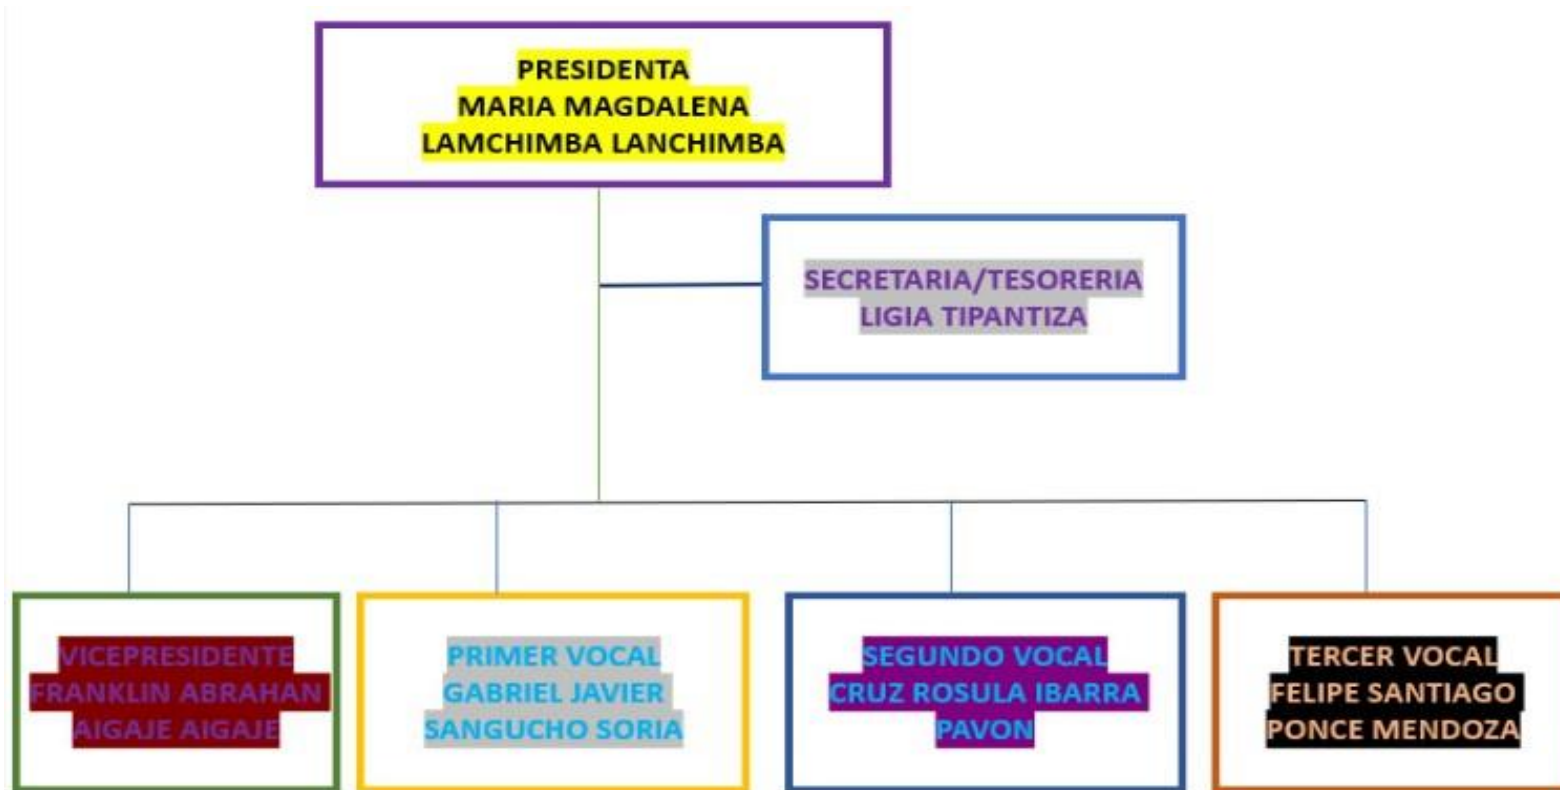 PRESIDENTA
MARIA MAGDALENA
LAMCHIMBA LANCHIMBA
SECRETARIA/TESORERIA
LIGIA TIPANTIZA
VICEPRESIDENTE
FRANKLIN ABRAHAN
AIGAJE AIGAJE
PRIMER VOCAL
GABRIEL JAVIER
SANGUCHO SORIA
SEGUNDO VOCAL
CRUZ ROSULA IBARRA
PAVON
TERCER VOCAL
FELIPE SANTIAGO
PONCE MENDOZA